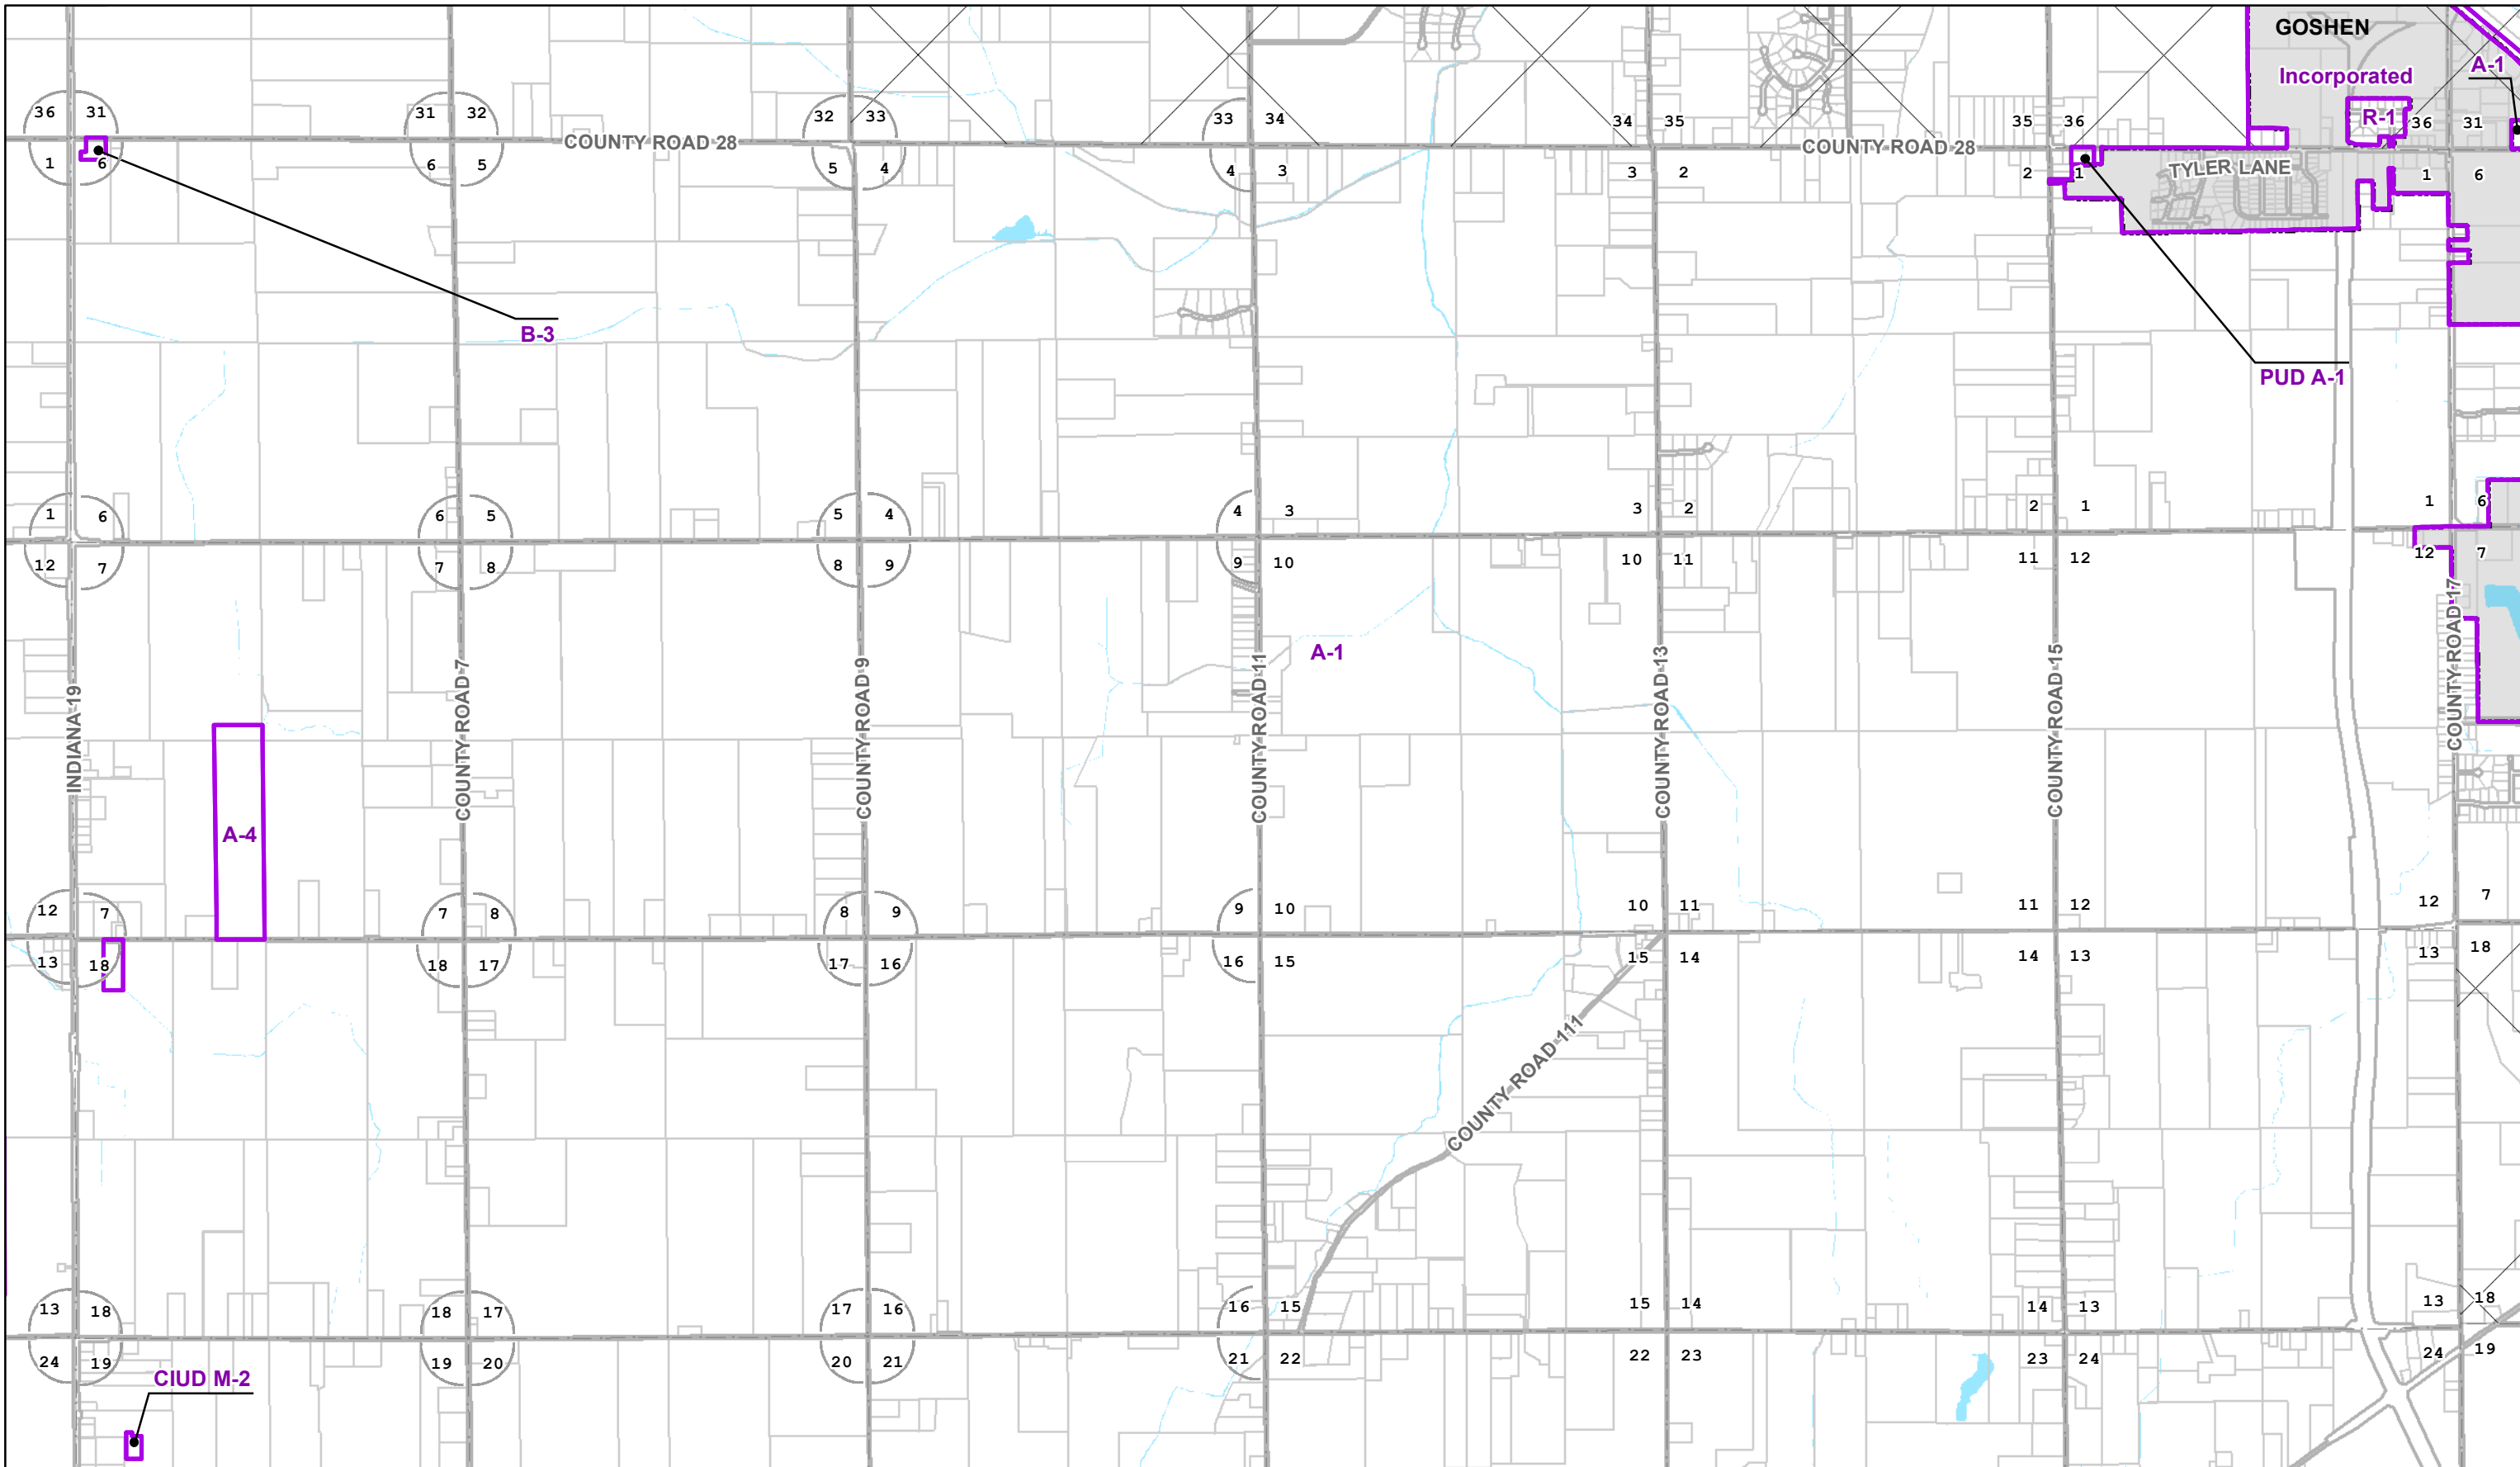 GOSHEN
Incorporated
A-1
R-1
36 31
31 32
32 33
33 34
34 35
35 36
36 31
COUNTY ROAD 28
COUNTY ROAD 28
TYLER LANE
1 6
6 5
5 4
4 3
3 2
2 1
1 6
B-3
PUD A-1
1 6
6 5
5 4
4 3
3 2
2 1
1 6
12 7
7 8
8 9
9 10
10 11
11 12
12 7
INDIANA 19
COUNTY ROAD 7
COUNTY ROAD 9
COUNTY ROAD 11
A-1
COUNTY ROAD 13
COUNTY ROAD 15
COUNTY ROAD 17
A-4
12 7
7 8
8 9
9 10
10 11
11 12
12 7
13 18
18 17
17 16
16 15
15 14
14 13
13 18
COUNTY ROAD 111
13 18
18 17
17 16
16 15
15 14
14 13
13 18
24 19
19 20
20 21
21 22
22 23
23 24
24 19
CIUD M-2